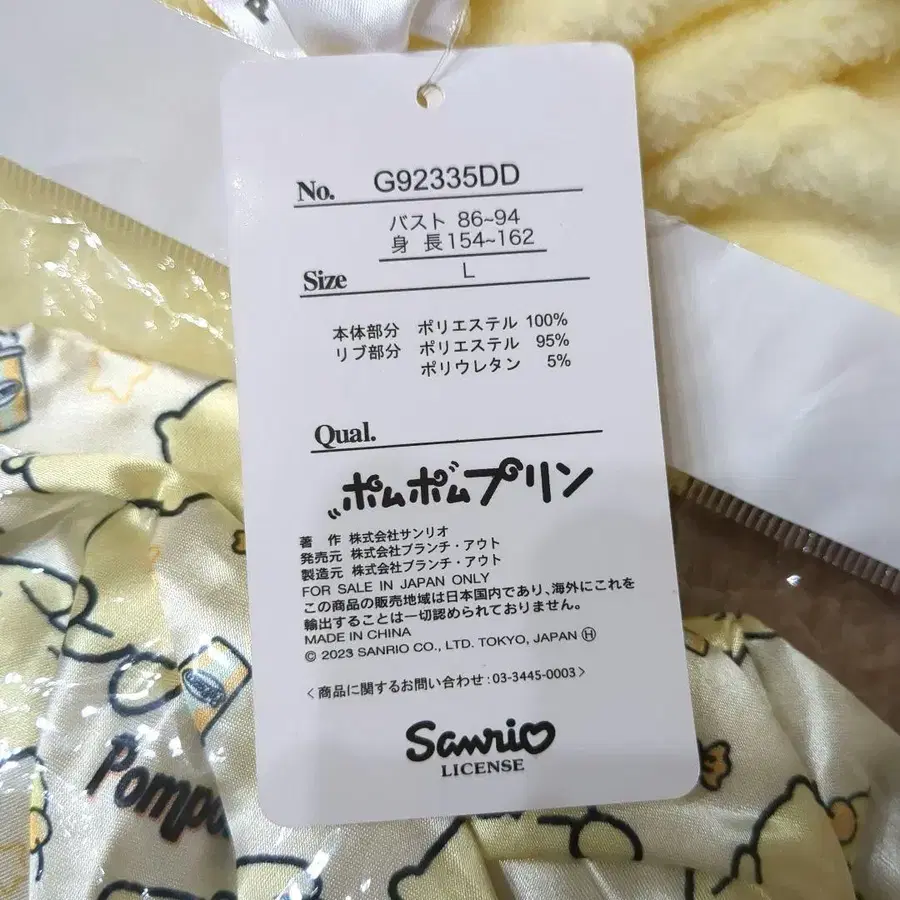 No. G92335DD
バスト 86~94
身 長154~162
Size L
本体部分 ポリエステル 100%
リブ部分 ポリエステル 95%
ポリウレタン 5%
Qual.
ポムポムプリン
著 作 株式会社サンリオ
発売元 株式会社ブランチ・アウト
製造元 株式会社ブランチ・アウト
FOR SALE IN JAPAN ONLY
この商品の販売地域は日本国内であり、海外にこれを
輸出することは一切認められておりません。
MADE IN CHINA
© 2023 SANRIO CO., LTD. TOKYO, JAPAN Ⓗ
<商品に関するお問い合わせ:03-3445-0003>
Sanrio
LICENSE